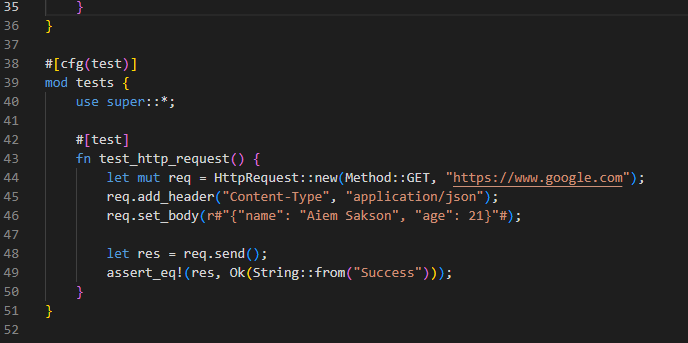 35         }
36 }
37
38 #[cfg(test)]
39 mod tests {
40     use super::*;
41
42     #[test]
43     fn test_http_request() {
44         let mut req = HttpRequest::new(Method::GET, "https://www.google.com");
45         req.add_header("Content-Type", "application/json");
46         req.set_body(r#"{"name": "Aiem Sakson", "age": 21}"#);
47
48         let res = req.send();
49         assert_eq!(res, Ok(String::from("Success")));
50     }
51 }
52